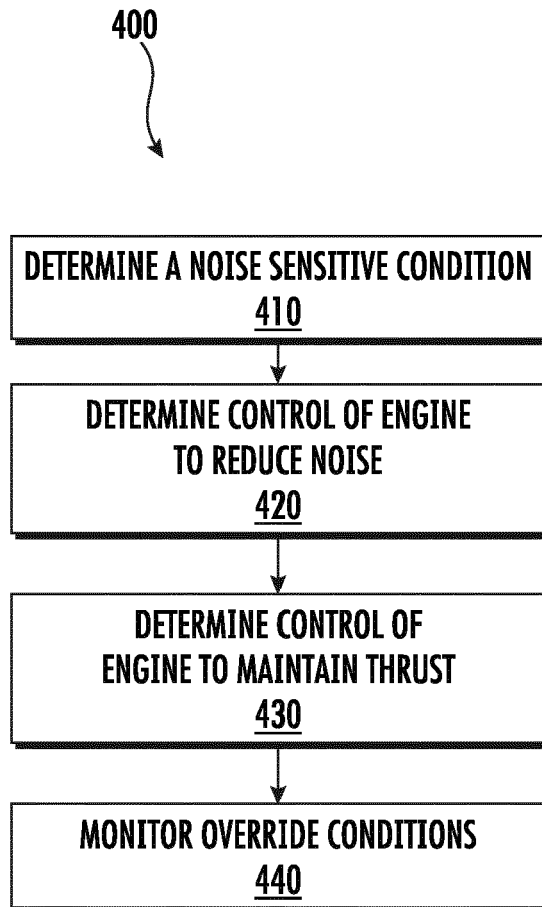 400
DETERMINE A NOISE SENSITIVE CONDITION
410
DETERMINE CONTROL OF ENGINE
TO REDUCE NOISE
420
DETERMINE CONTROL OF
ENGINE TO MAINTAIN THRUST
430
MONITOR OVERRIDE CONDITIONS
440